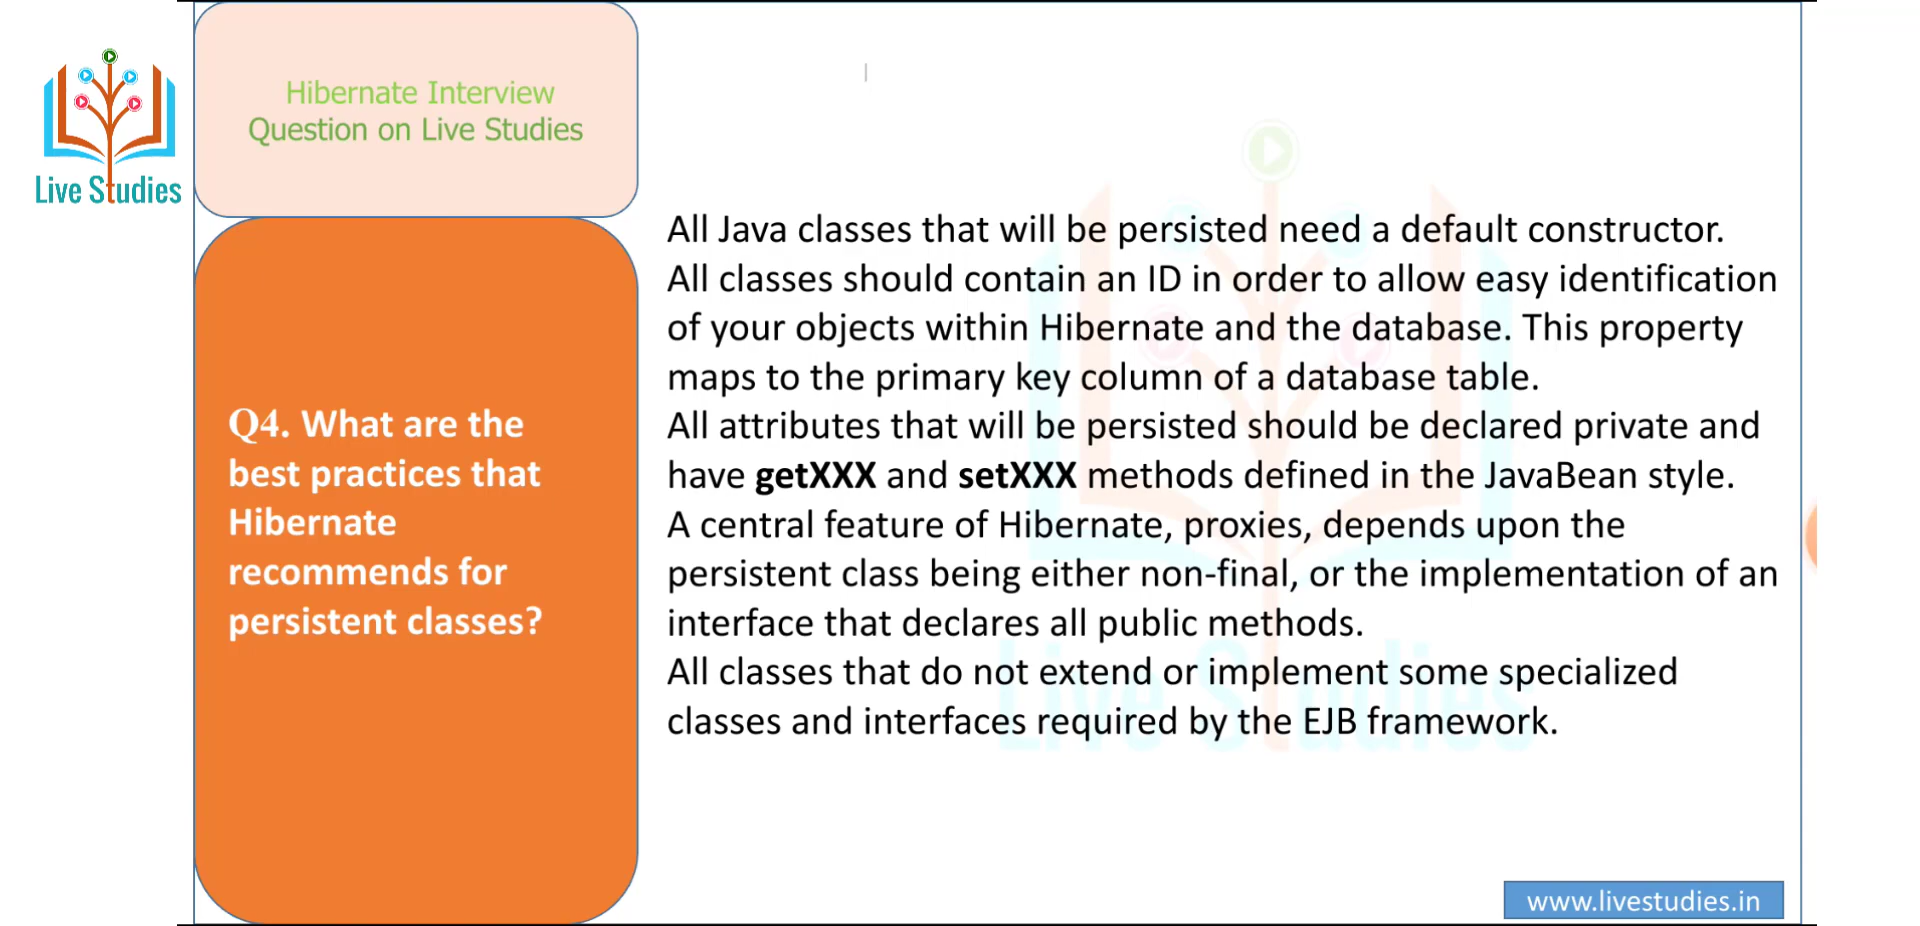 Live Studies
Hibernate Interview
Question on Live Studies
Q4. What are the
best practices that
Hibernate
recommends for
persistent classes?
All Java classes that will be persisted need a default constructor.
All classes should contain an ID in order to allow easy identification
of your objects within Hibernate and the database. This property
maps to the primary key column of a database table.
All attributes that will be persisted should be declared private and
have getXXX and setXXX methods defined in the JavaBean style.
A central feature of Hibernate, proxies, depends upon the
persistent class being either non-final, or the implementation of an
interface that declares all public methods.
All classes that do not extend or implement some specialized
classes and interfaces required by the EJB framework.
Live Studies
www.livestudies.in